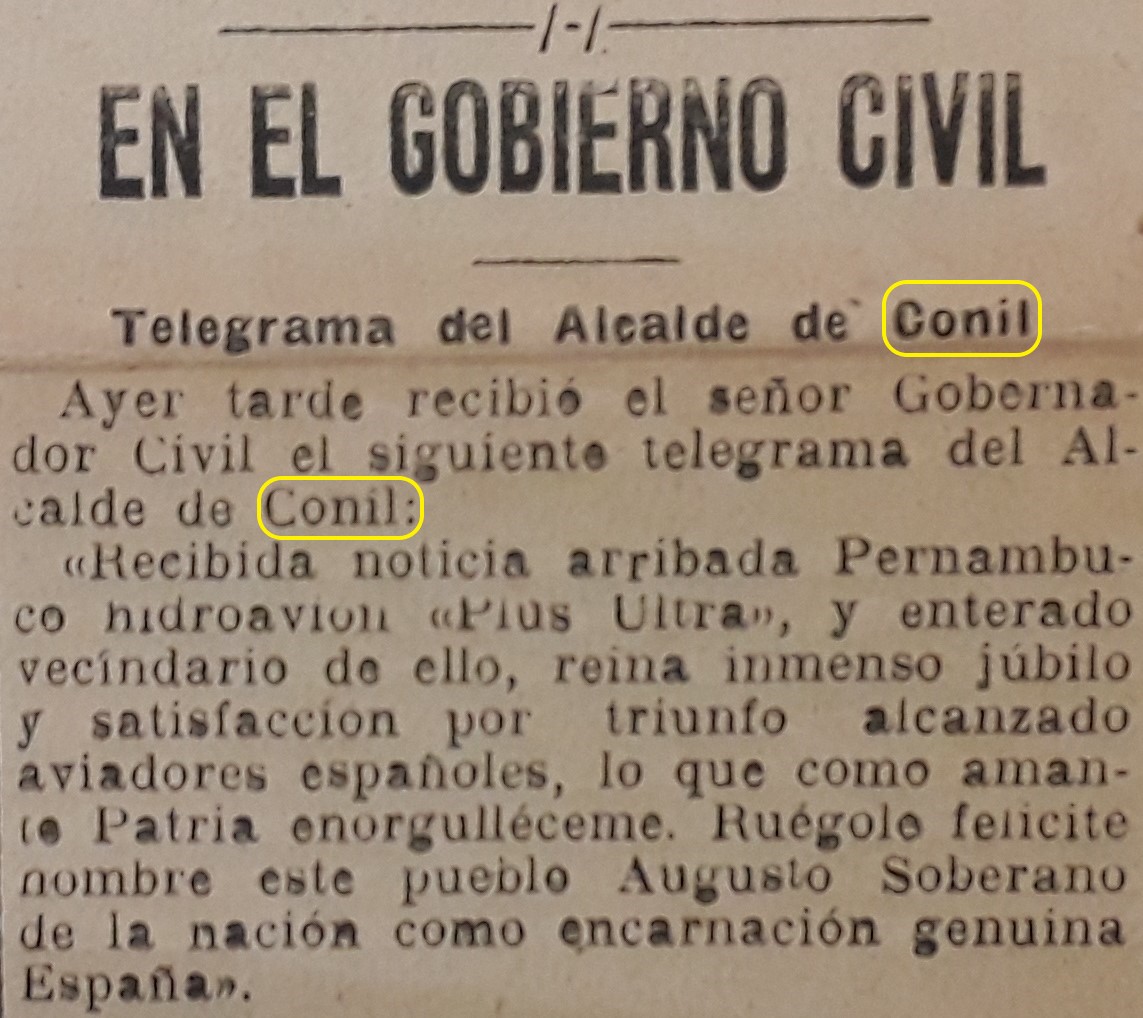 /-/.
EN EL GOBIERNO CIVIL
Telegrama del Alcalde de Conil
Ayer tarde recibió el señor Goberna-
dor Civil el siguiente telegrama del Al-
calde de Conil:
«Recibida noticia arribada Pernambu-
co hidroavion «Plus Ultra», y enterado
vecíndario de ello, reina inmenso júbilo
y satisfaccion por triunfo alcanzado
aviadores españoles, lo que como aman-
te Patria enorgulléceme. Ruégole felicite
nombre este pueblo Augusto Soberano
de la nación como encarnación genuina
España».